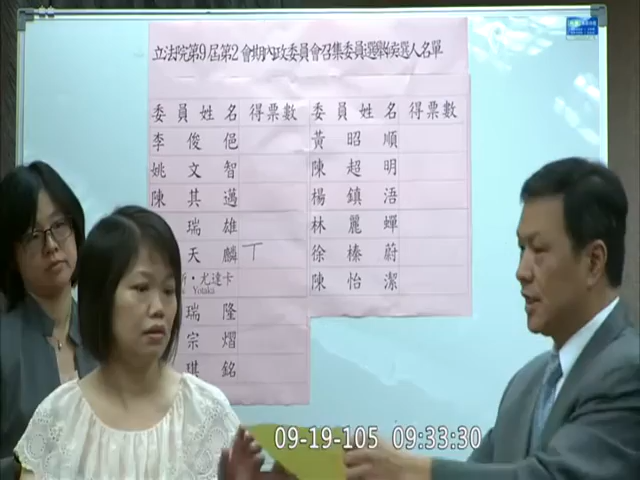 立法院第9屆第2會期內政委員會召集委員選舉候選人名單
委員姓名 得票數 委員姓名 得票數
李俊俋 黃昭順
姚文智 陳超明
陳其邁 楊鎮浯
瑞雄 林麗蟬
天麟 丅 徐榛蔚
・尤達卡 陳怡潔
Yotaka
瑞隆
宗熠
琪銘
09-19-105 09:33:30